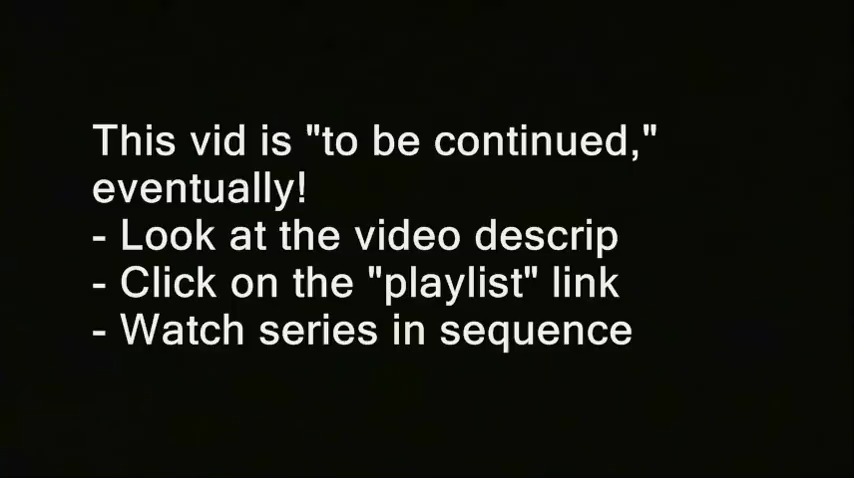 This vid is "to be continued,"
eventually!
- Look at the video descrip
- Click on the "playlist" link
- Watch series in sequence